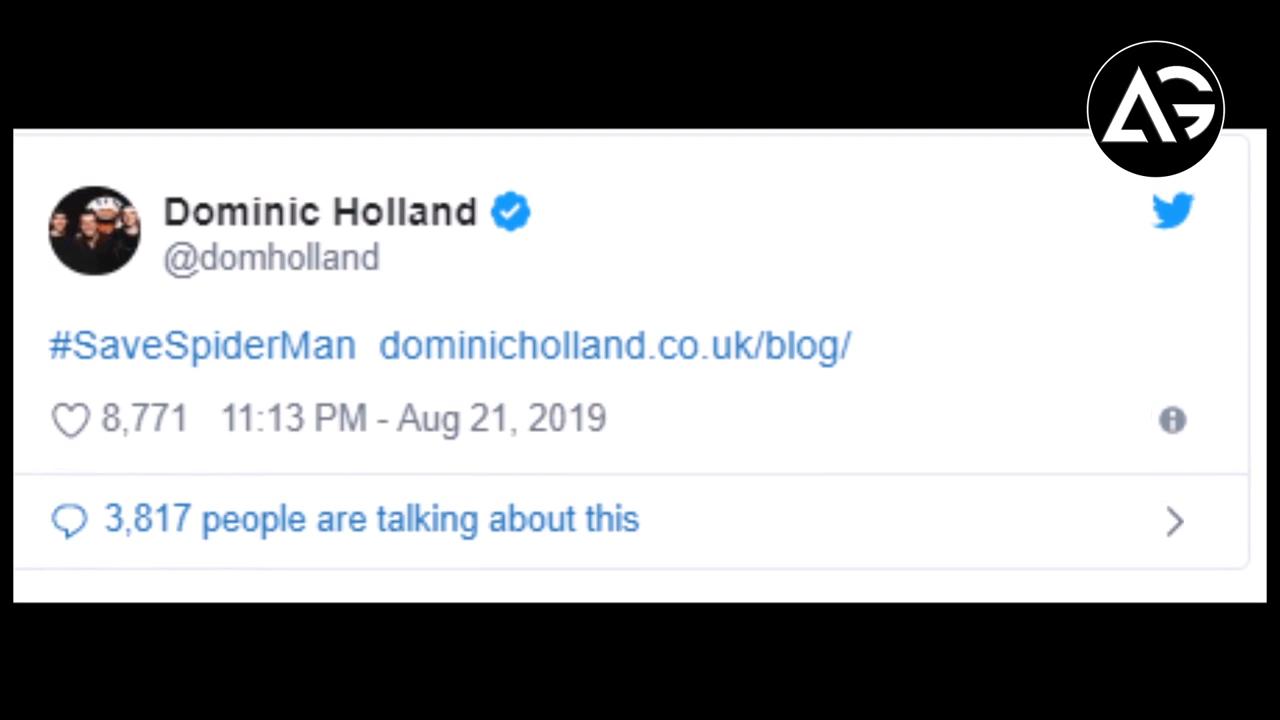 AG
Dominic Holland
@domholland
#SaveSpiderMan dominicholland.co.uk/blog/
8,771 11:13 PM - Aug 21, 2019
3,817 people are talking about this